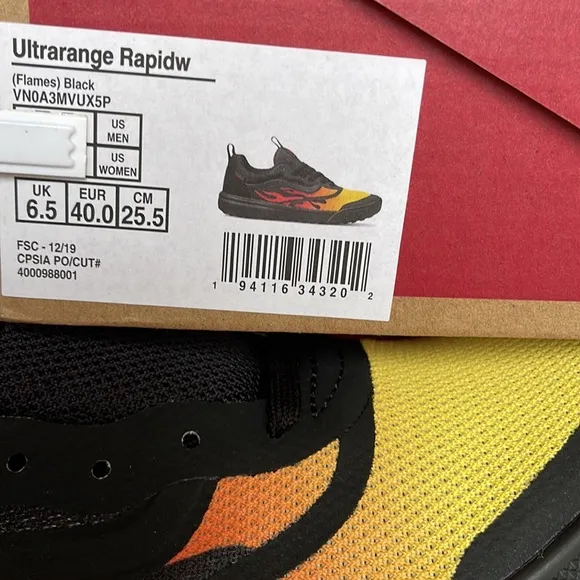 Ultrarange Rapidw
(Flames) Black
VN0A3MVUX5P
US MEN
US WOMEN
UK 6.5 EUR 40.0 CM 25.5
FSC - 12/19
CPSIA PO/CUT#
4000988001
1 94116 34320 2